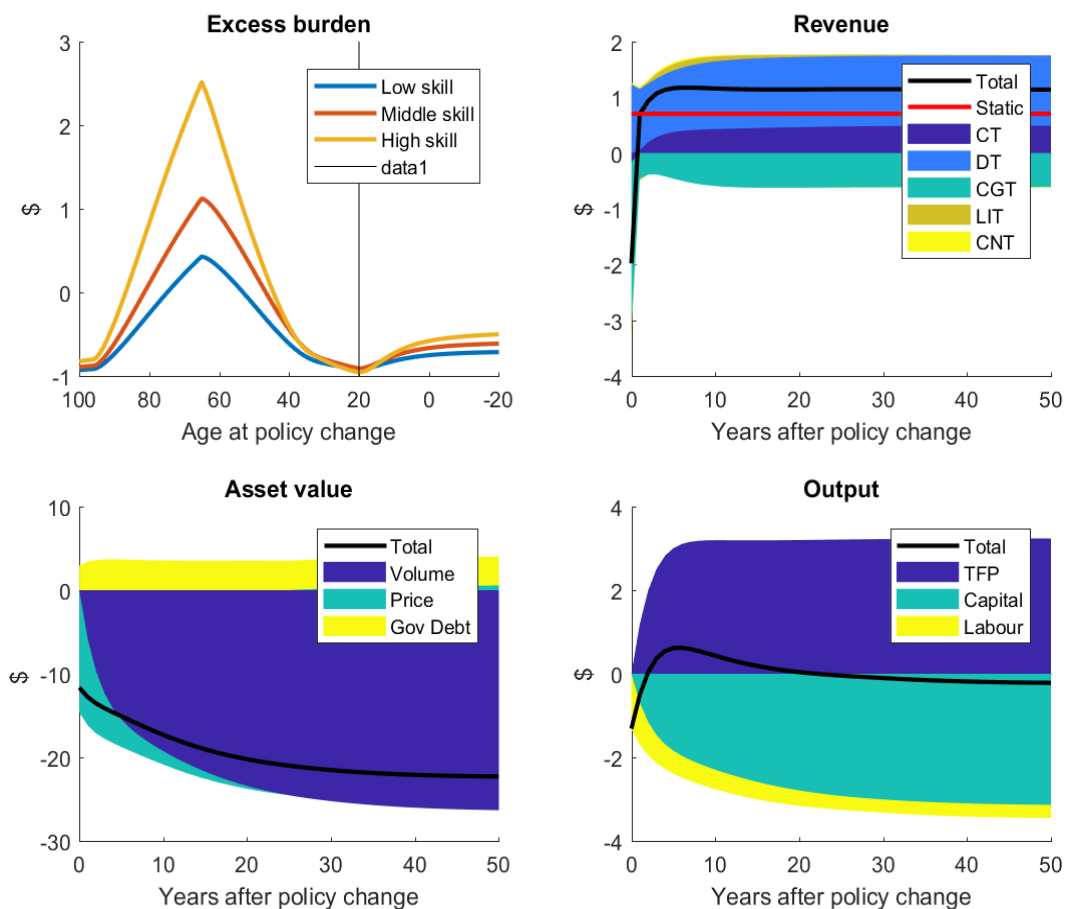 Excess burden
3
2
1
0
-1
$
100
80
60
40
20
0
-20
Age at policy change
Low skill
Middle skill
High skill
data1
Revenue
2
1
0
-1
-2
-3
-4
$
0
10
20
30
40
50
Years after policy change
Total
Static
CT
DT
CGT
LIT
CNT
Asset value
10
0
-10
-20
-30
$
0
10
20
30
40
50
Years after policy change
Total
Volume
Price
Gov Debt
Output
4
2
0
-2
-4
$
0
10
20
30
40
50
Years after policy change
Total
TFP
Capital
Labour